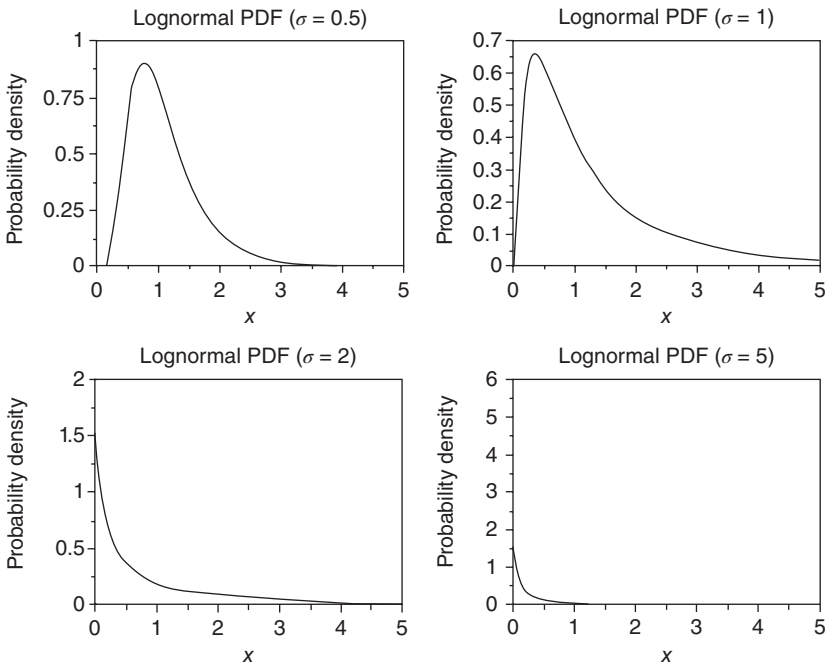 Lognormal PDF (σ = 0.5)
Probability density
1
0.75
0.5
0.25
0
0 1 2 3 4 5
x
Lognormal PDF (σ = 1)
Probability density
0.7
0.6
0.5
0.4
0.3
0.2
0.1
0
0 1 2 3 4 5
x
Lognormal PDF (σ = 2)
Probability density
2
1.5
1
0.5
0
0 1 2 3 4 5
x
Lognormal PDF (σ = 5)
Probability density
6
5
4
3
2
1
0
0 1 2 3 4 5
x